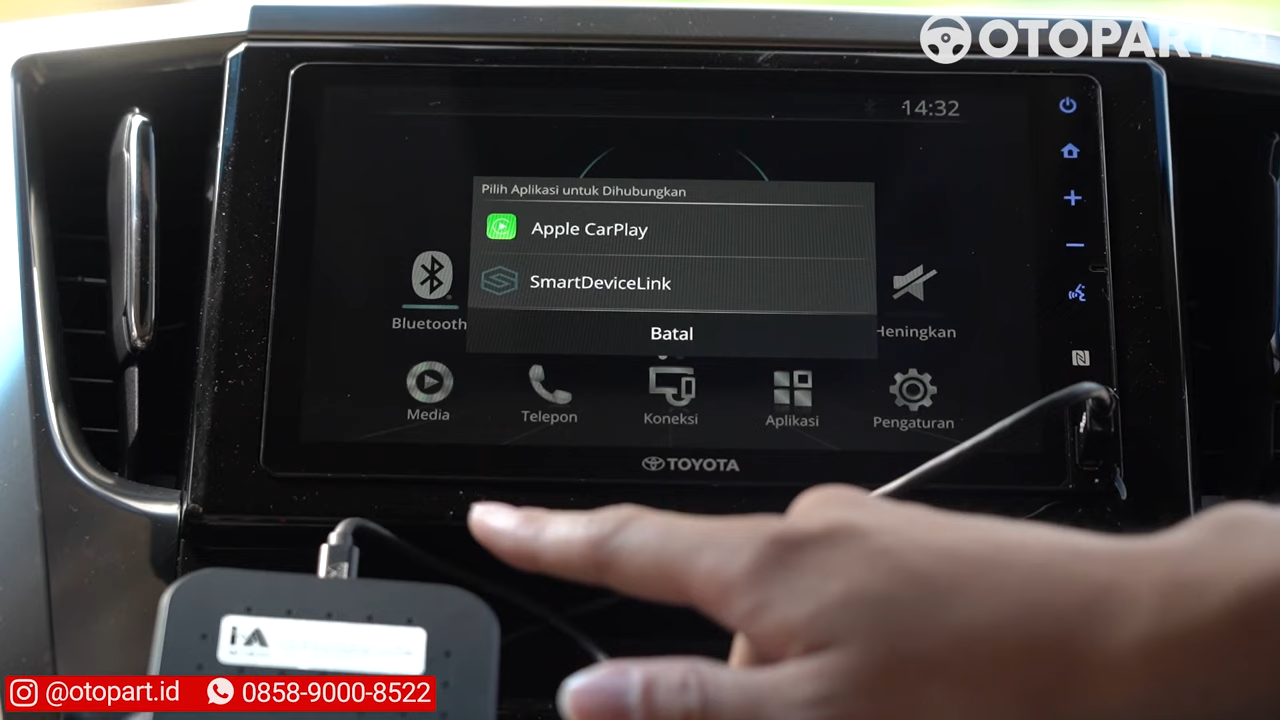 OTOPART.
14:32
Pilih Aplikasi untuk Dihubungkan
Apple CarPlay
SmartDeviceLink
Batal
Bluetooth
Heningkan
Media
Telepon
Koneksi
Aplikasi
Pengaturan
TOYOTA
@otopart.id
0858-9000-8522